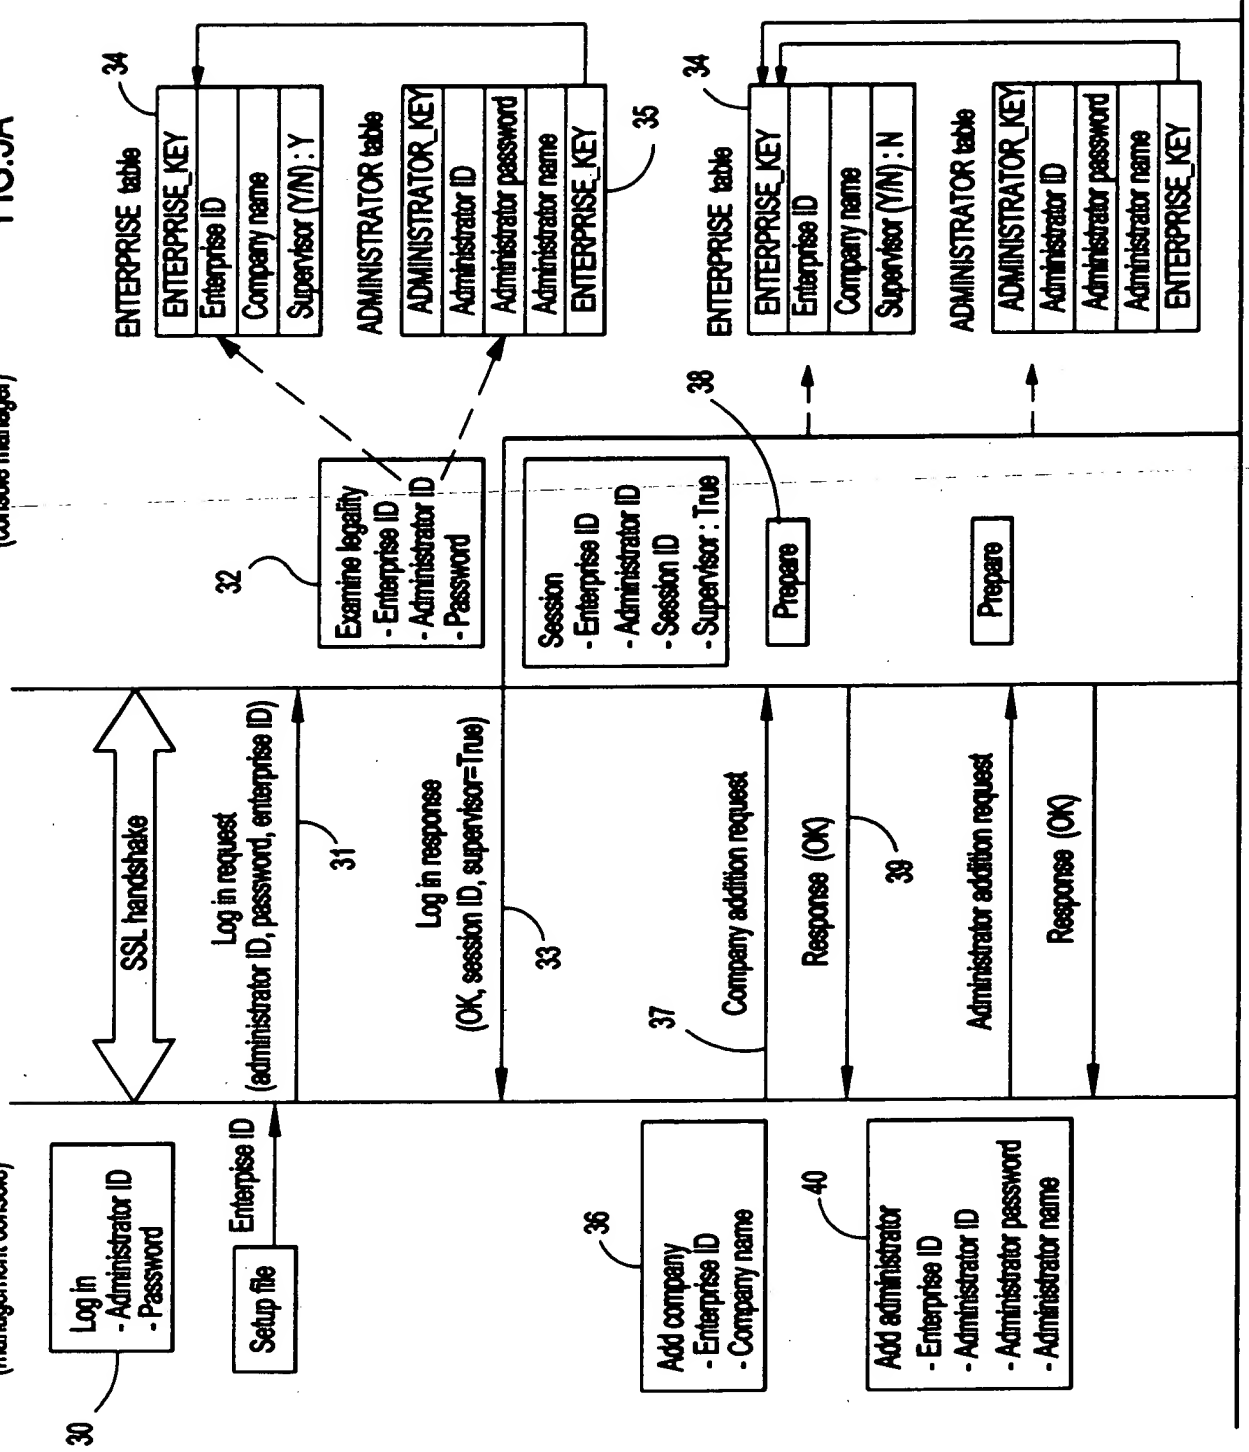 FIG.5A
(management console)
(console manager)
30
Log in
- Administrator ID
- Password
Setup file
Enterpise ID
SSL handshake
Log in request
(administrator ID, password, enterprise ID)
31
32
Examine legality
- Enterprise ID
- Administrator ID
- Password
ENTERPRISE table
34
ENTERPRISE_KEY
Enterprise ID
Company name
Supervisor (Y/N) : Y
ADMINISTRATOR table
ADMINISTRATOR_KEY
Administrator ID
Administrator password
Administrator name
ENTERPRISE_KEY
35
Log in response
(OK, session ID, supervisor=True)
33
Session
- Enterprise ID
- Administrator ID
- Session ID
- Supervisor : True
36
Add company
- Enterprise ID
- Company name
37
Company addition request
Prepare
38
Response (OK)
39
ENTERPRISE table
34
ENTERPRISE_KEY
Enterprise ID
Company name
Supervisor (Y/N) : N
40
Add administrator
- Enterprise ID
- Administrator ID
- Administrator password
- Administrator name
Administrator addition request
Prepare
Response (OK)
ADMINISTRATOR table
ADMINISTRATOR_KEY
Administrator ID
Administrator password
Administrator name
ENTERPRISE_KEY